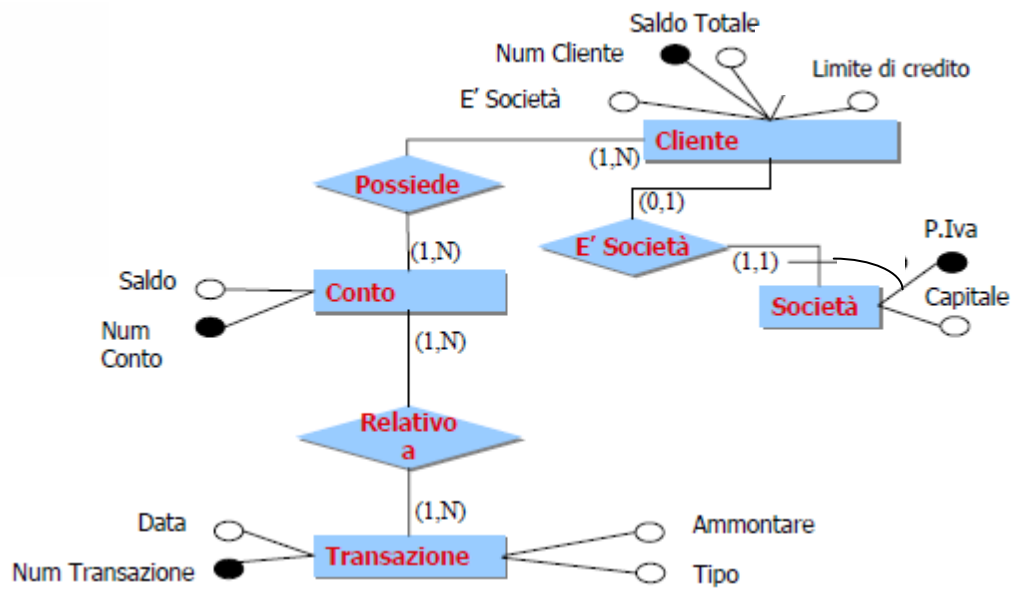 Saldo Totale
Num Cliente
Limite di credito
E' Società
Cliente
(1,N)
Possiede
(0,1)
E' Società
P.Iva
(1,1)
(1,N)
Saldo
Conto
Società
Capitale
Num
Conto
(1,N)
Relativo
a
(1,N)
Data
Ammontare
Transazione
Num Transazione
Tipo